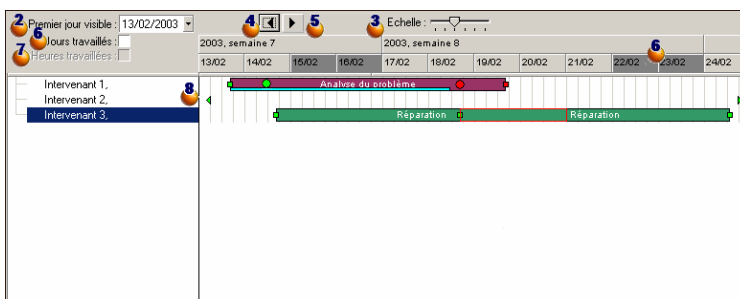 2 Premier jour visible : 13/02/2003 4 5 3 Echelle :
6 Jours travaillés :
7 Heures travaillées :
2003, semaine 7 2003, semaine 8 6
13/02 14/02 15/02 16/02 17/02 18/02 19/02 20/02 21/02 22/02 23/02 24/02
Intervenant 1, 8 Analyse du problème
Intervenant 2,
Intervenant 3, Réparation Réparation